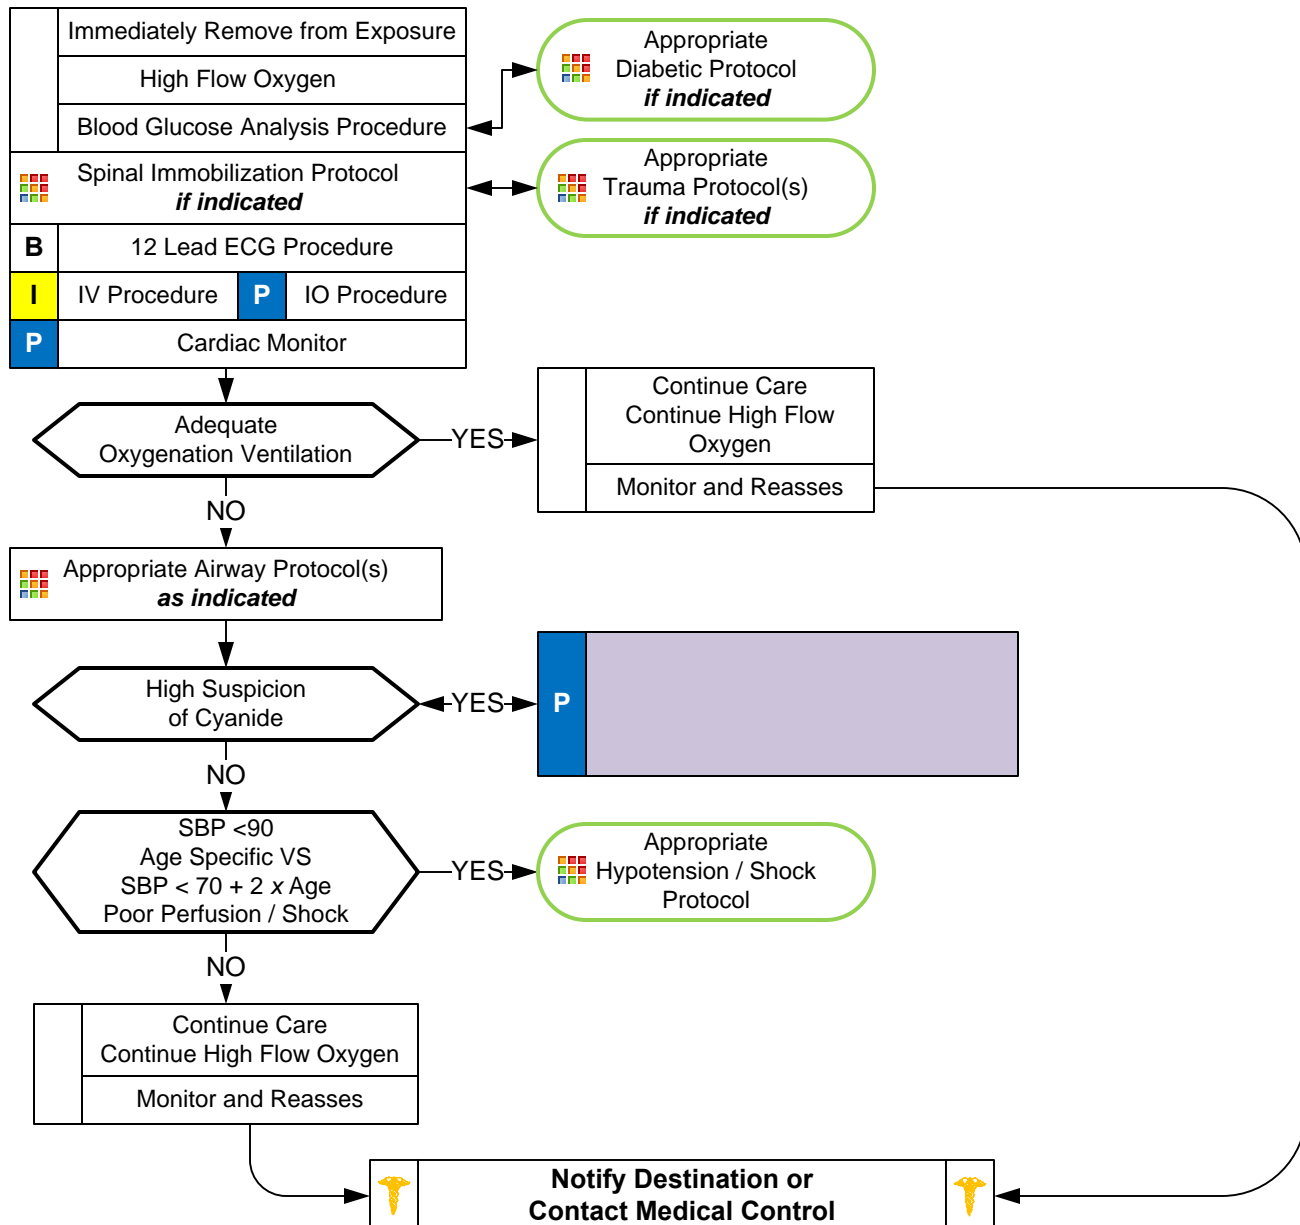 Immediately Remove from Exposure
High Flow Oxygen
Blood Glucose Analysis Procedure
Appropriate
Diabetic Protocol
if indicated
Spinal Immobilization Protocol
if indicated
Appropriate
Trauma Protocol(s)
if indicated
B 12 Lead ECG Procedure
I IV Procedure P IO Procedure
P Cardiac Monitor
Adequate
Oxygenation Ventilation
YES
Continue Care
Continue High Flow
Oxygen
Monitor and Reasses
NO
Appropriate Airway Protocol(s)
as indicated
High Suspicion
of Cyanide
YES
P
NO
SBP <90
Age Specific VS
SBP < 70 + 2 x Age
Poor Perfusion / Shock
YES
Appropriate
Hypotension / Shock
Protocol
NO
Continue Care
Continue High Flow Oxygen
Monitor and Reasses
Notify Destination or
Contact Medical Control